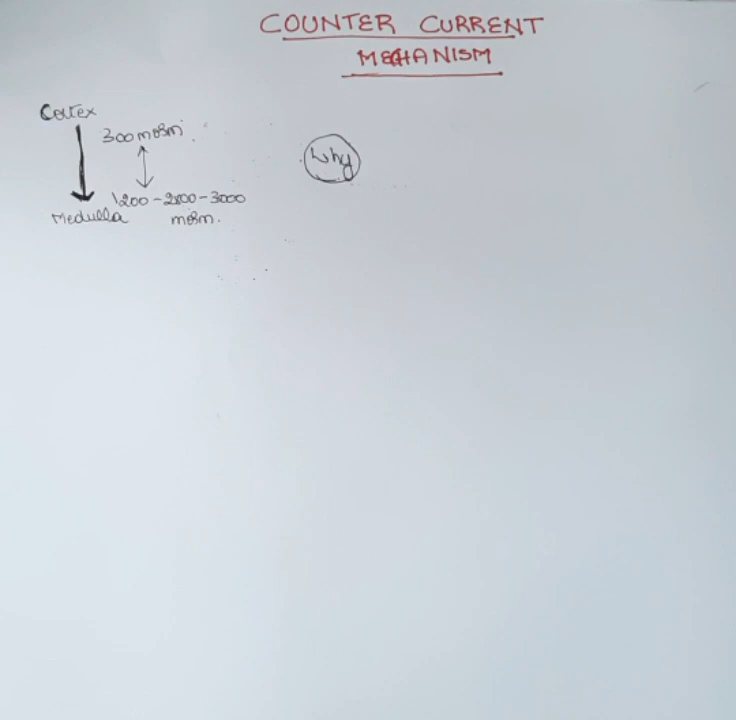 COUNTER CURRENT
MECHANISM
Cortex
300 mosm
why
1200 - 2000 - 3000
Medulla mosm.